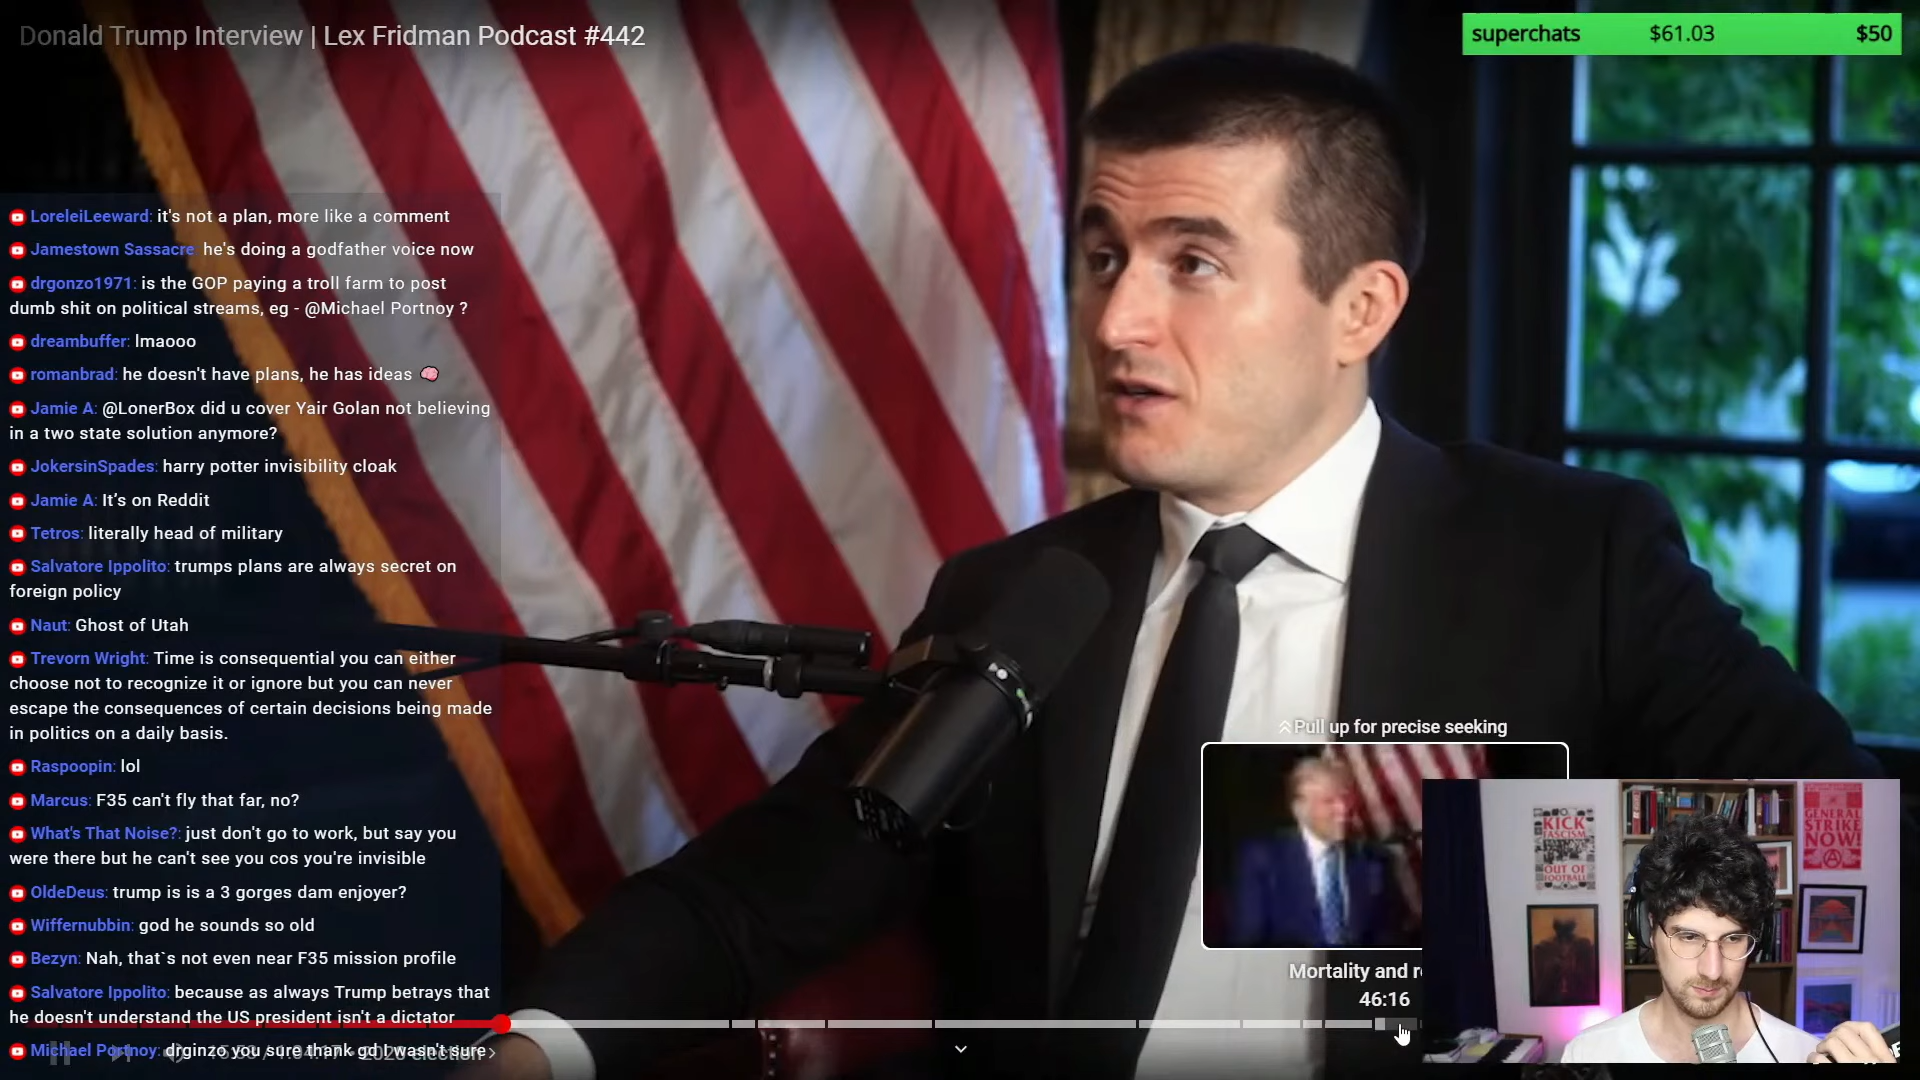 Donald Trump Interview | Lex Fridman Podcast #442
superchats $61.03 $50
LoreleiLeeward: it's not a plan, more like a comment
Jamestown Sassacre he's doing a godfather voice now
drgonzo1971: is the GOP paying a troll farm to post
dumb shit on political streams, eg - @Michael Portnoy ?
dreambuffer: lmaooo
romanbrad: he doesn't have plans, he has ideas 🧠
Jamie A: @LonerBox did u cover Yair Golan not believing
in a two state solution anymore?
JokersinSpades: harry potter invisibility cloak
Jamie A: It's on Reddit
Tetros: literally head of military
Salvatore Ippolito: trumps plans are always secret on
foreign policy
Naut: Ghost of Utah
Trevorn Wright: Time is consequential you can either
choose not to recognize it or ignore but you can never
escape the consequences of certain decisions being made
in politics on a daily basis.
Raspoopin: lol
Marcus: F35 can't fly that far, no?
What's That Noise?: just don't go to work, but say you
were there but he can't see you cos you're invisible
OldeDeus: trump is is a 3 gorges dam enjoyer?
Wiffernubbin: god he sounds so old
Bezyn: Nah, that`s not even near F35 mission profile
Salvatore Ippolito: because as always Trump betrays that
he doesn't understand the US president isn't a dictator
Michael Portnoy: drginzo you sure thank gd I wasn't sure
Pull up for precise seeking
Mortality and
46:16
KICK
FASCISM
OUT OF
FOOTBALL
GENERAL
STRIKE
NOW!